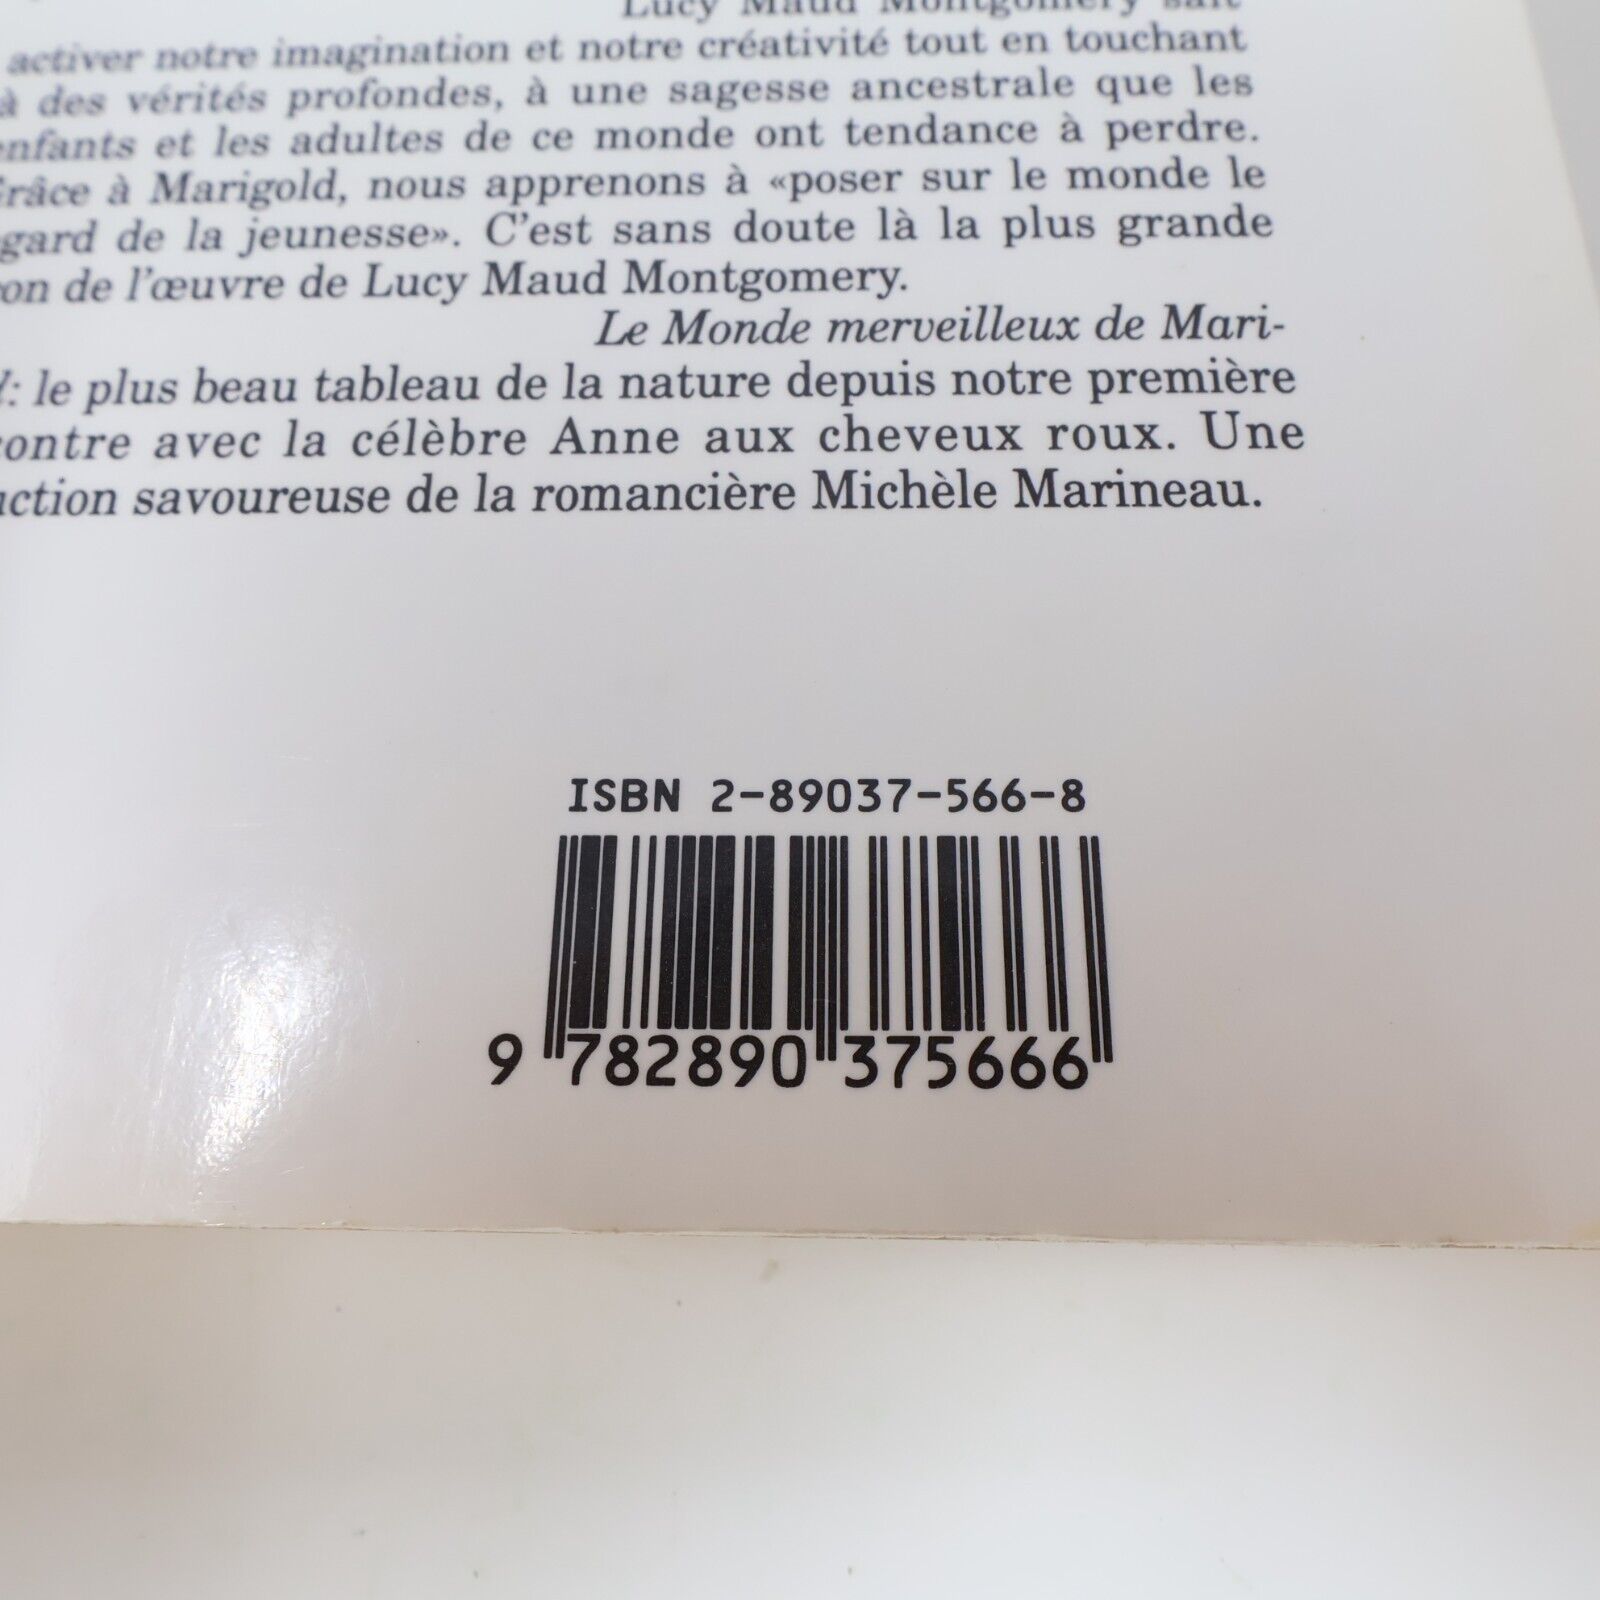 Lucy Maud Montgomery sait
activer notre imagination et notre créativité tout en touchant
à des vérités profondes, à une sagesse ancestrale que les
enfants et les adultes de ce monde ont tendance à perdre.
Grâce à Marigold, nous apprenons à «poser sur le monde le
gard de la jeunesse». C'est sans doute là la plus grande
on de l'œuvre de Lucy Maud Montgomery.
Le Monde merveilleux de Mari-
: le plus beau tableau de la nature depuis notre première
contre avec la célèbre Anne aux cheveux roux. Une
uction savoureuse de la romancière Michèle Marineau.
ISBN 2-89037-566-8
9 782890 375666